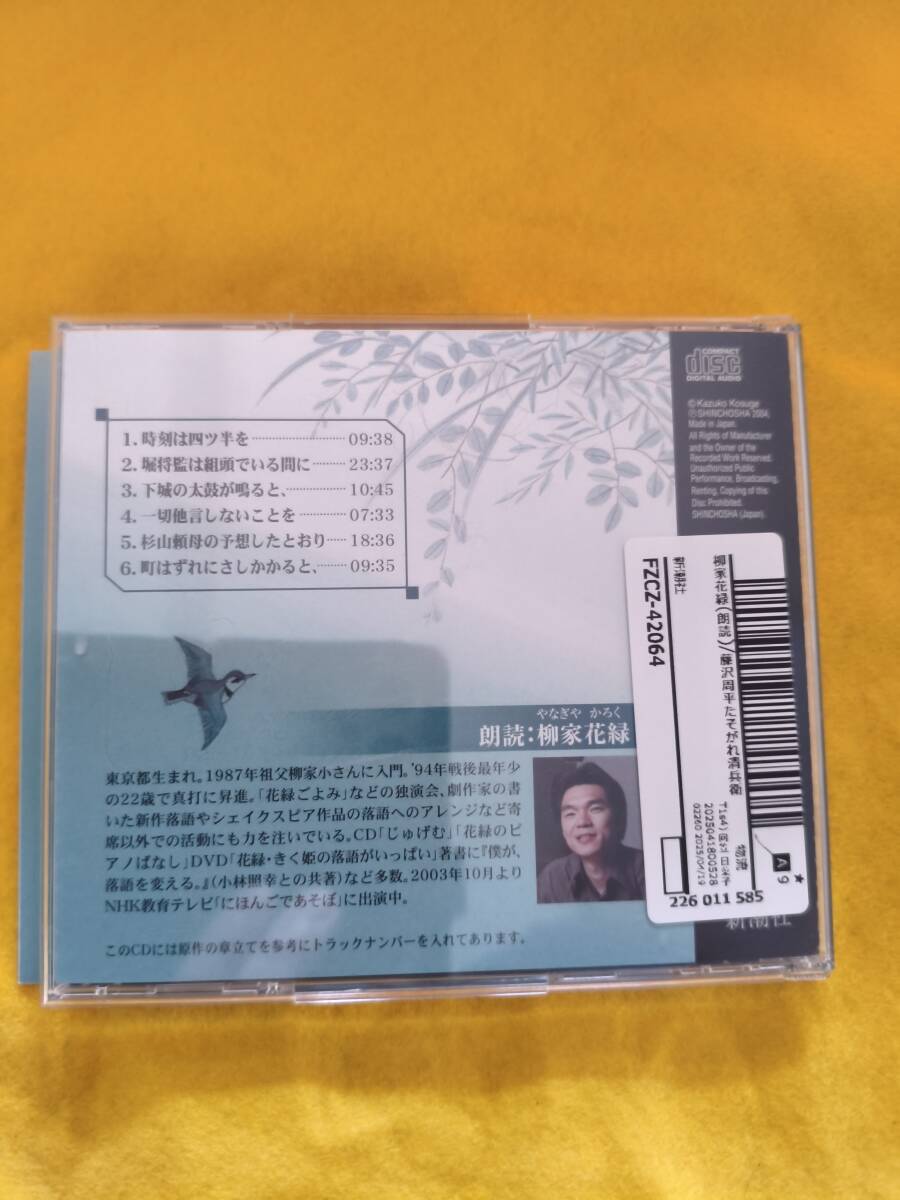 COMPACT
disc
DIGITAL AUDIO
©Kazuko Kosuge
ⓅSHINCHOSHA 2004,
Made in Japan.
All Rights of Manufacturer
and the Owner of the
Recorded Work Reserved.
Unauthorized Public
Performance, Broadcasting,
Renting, Copying of this
Disc Prohibited.
SHINCHOSHA (Japan).
1. 時刻は四ツ半を………………09:38
2. 堀将監は組頭でいる間に………23:37
3. 下城の太鼓が鳴ると、…………10:45
4. 一切他言しないことを…………07:33
5. 杉山頼母の予想したとおり……18:36
6. 町はずれにさしかかると、………09:35
やなぎや かろく
朗読：柳家花緑
東京都生まれ。1987年祖父柳家小さんに入門。'94年戦後最年少
の22歳で真打に昇進。「花緑ごよみ」などの独演会、劇作家の書
いた新作落語やシェイクスピア作品の落語へのアレンジなど寄
席以外での活動にも力を注いでいる。CD「じゅげむ」「花緑のピ
アノばなし」DVD「花緑・きく姫の落語がいっぱい」著書に『僕が、
落語を変える。』(小林照幸との共著)など多数。2003年10月より
NHK教育テレビ「にほんごであそぼ」に出演中。
このCDには原作の章立てを参考にトラックナンバーを入れてあります。
柳家花緑(朗読)/藤沢周平たそがれ清兵衛
新潮社
FZCZ-42064
物流
2025041800528
02260 2025/04/19
A 9
★
226 011 585
新潮社